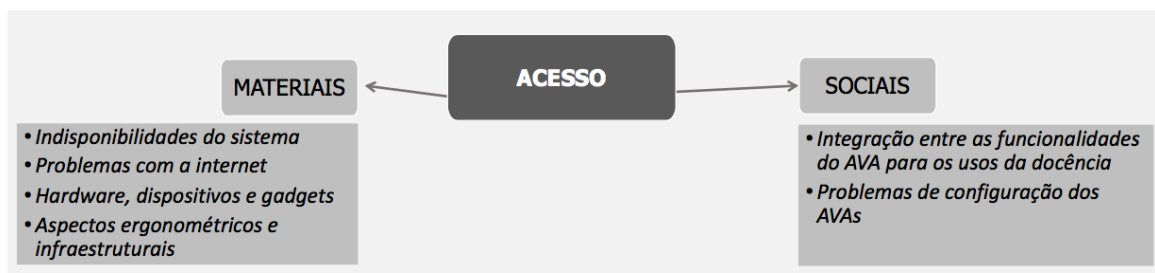 ACESSO
MATERIAIS
• Indisponibilidades do sistema
• Problemas com a internet
• Hardware, dispositivos e gadgets
• Aspectos ergonométricos e
infraestruturais
SOCIAIS
• Integração entre as funcionalidades
do AVA para os usos da docência
• Problemas de configuração dos
AVAs